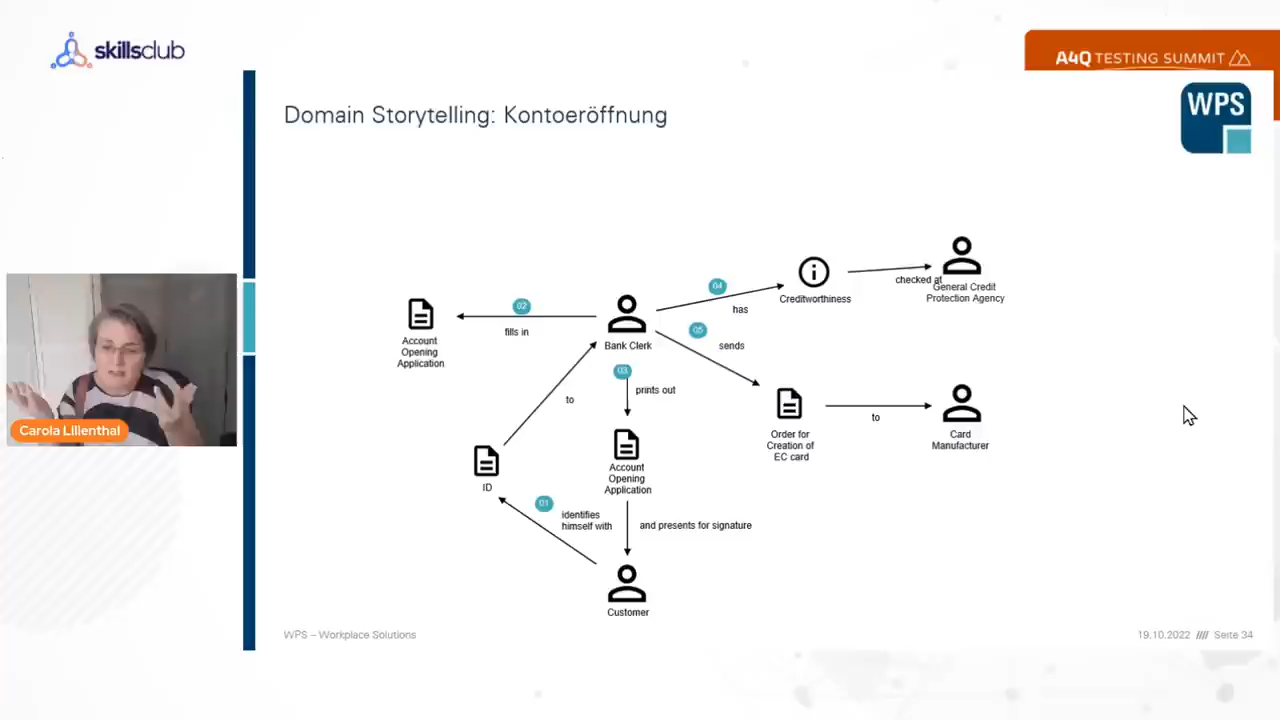 skillsclub
A4Q TESTING SUMMIT
WPS
Domain Storytelling: Kontoeröffnung
04
has
Creditworthiness
checked at
General Credit
Protection Agency
02
fills in
Account
Opening
Application
Bank Clerk
05
sends
03
prints out
to
Order for
Creation of
EC card
to
Card
Manufacturer
ID
Account
Opening
Application
01
identifies
himself with
and presents for signature
Customer
Carola Lilienthal
WPS – Workplace Solutions
19.10.2022 //// Seite 34